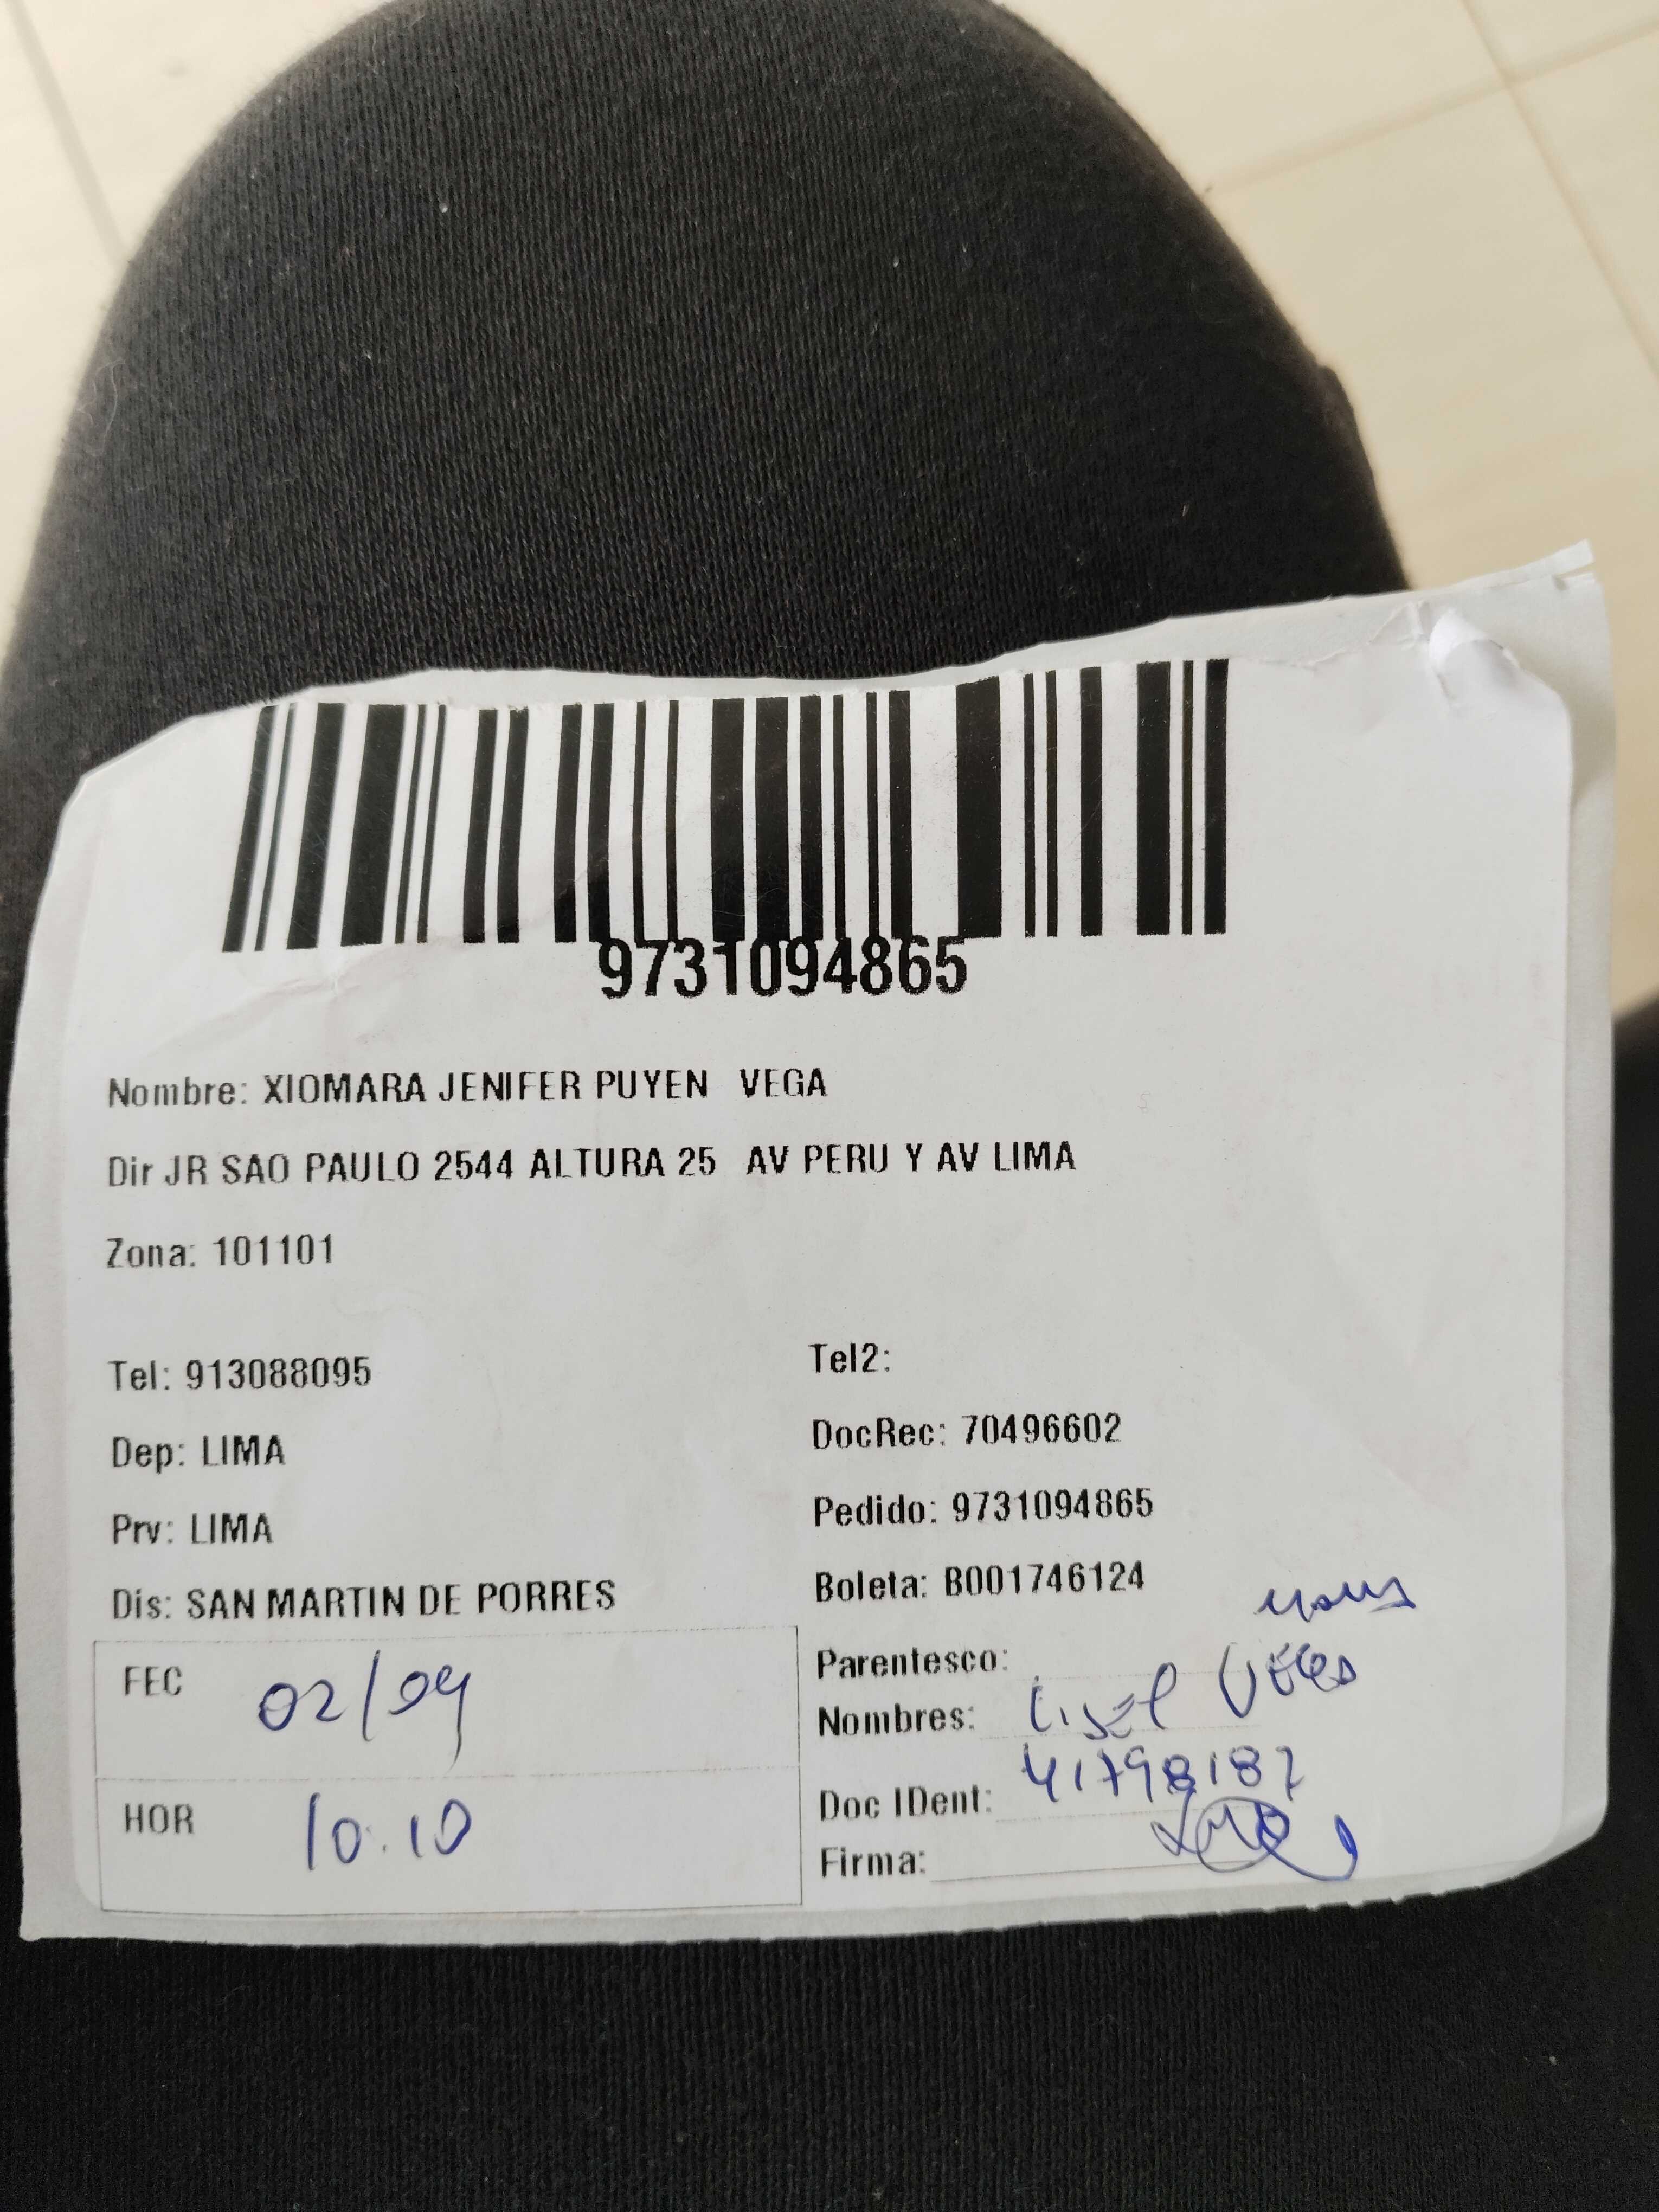 9731094865
Nombre: XIOMARA JENIFER PUYEN VEGA
Dir JR SAO PAULO 2544 ALTURA 25 AV PERU Y AV LIMA
Zona: 101101
Tel: 913088095
Tel2:
Dep: LIMA
DocRec: 70496602
Prv: LIMA
Pedido: 9731094865
Dis: SAN MARTIN DE PORRES
Boleta: B001746124
FEC 02/09
Parentesco:
Nombres:
HOR 10:10
Doc IDent: 41798187
Firma: